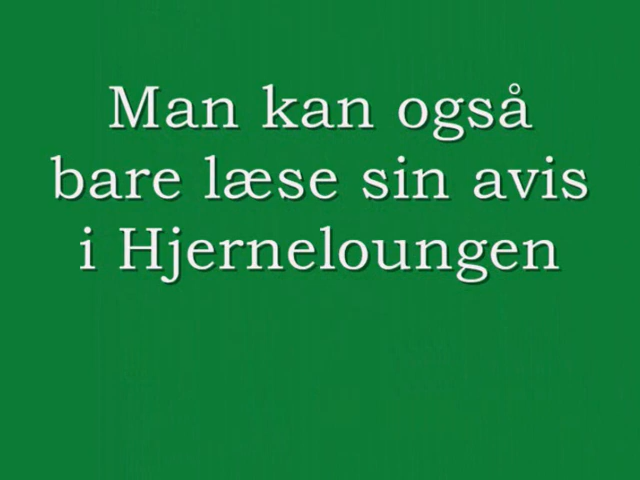 Man kan også
bare læse sin avis
i Hjerneloungen